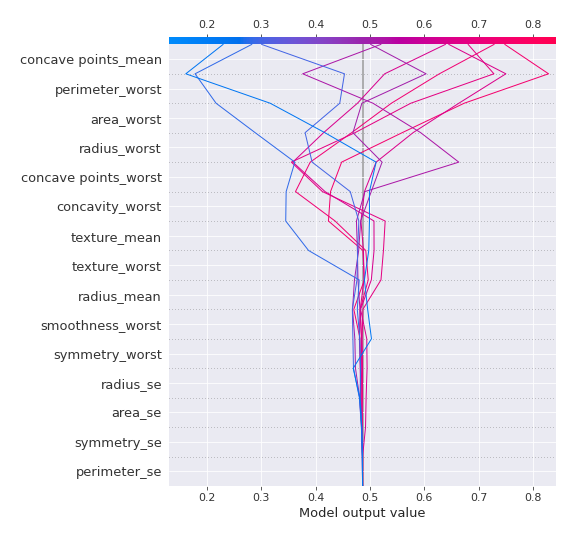 0.2 0.3 0.4 0.5 0.6 0.7 0.8
concave points_mean
perimeter_worst
area_worst
radius_worst
concave points_worst
concavity_worst
texture_mean
texture_worst
radius_mean
smoothness_worst
symmetry_worst
radius_se
area_se
symmetry_se
perimeter_se
0.2 0.3 0.4 0.5 0.6 0.7 0.8
Model output value